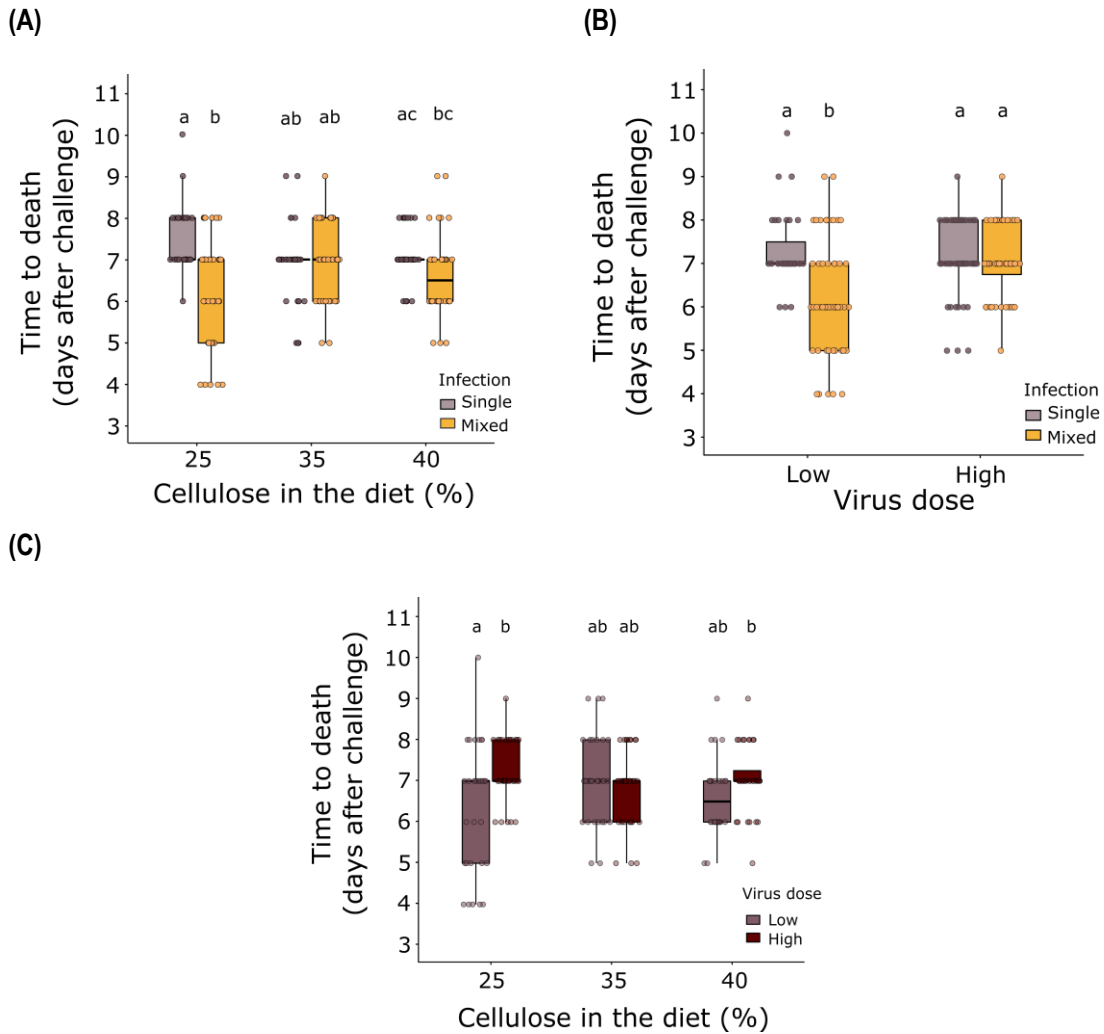 (A)
Time to death
(days after challenge)
11
10
9
8
7
6
5
4
3
a b ab ab ac bc
Infection
Single
Mixed
25 35 40
Cellulose in the diet (%)
(B)
Time to death
(days after challenge)
11
10
9
8
7
6
5
4
3
a b a a
Infection
Single
Mixed
Low High
Virus dose
(C)
Time to death
(days after challenge)
11
10
9
8
7
6
5
4
3
a b ab ab ab b
Virus dose
Low
High
25 35 40
Cellulose in the diet (%)